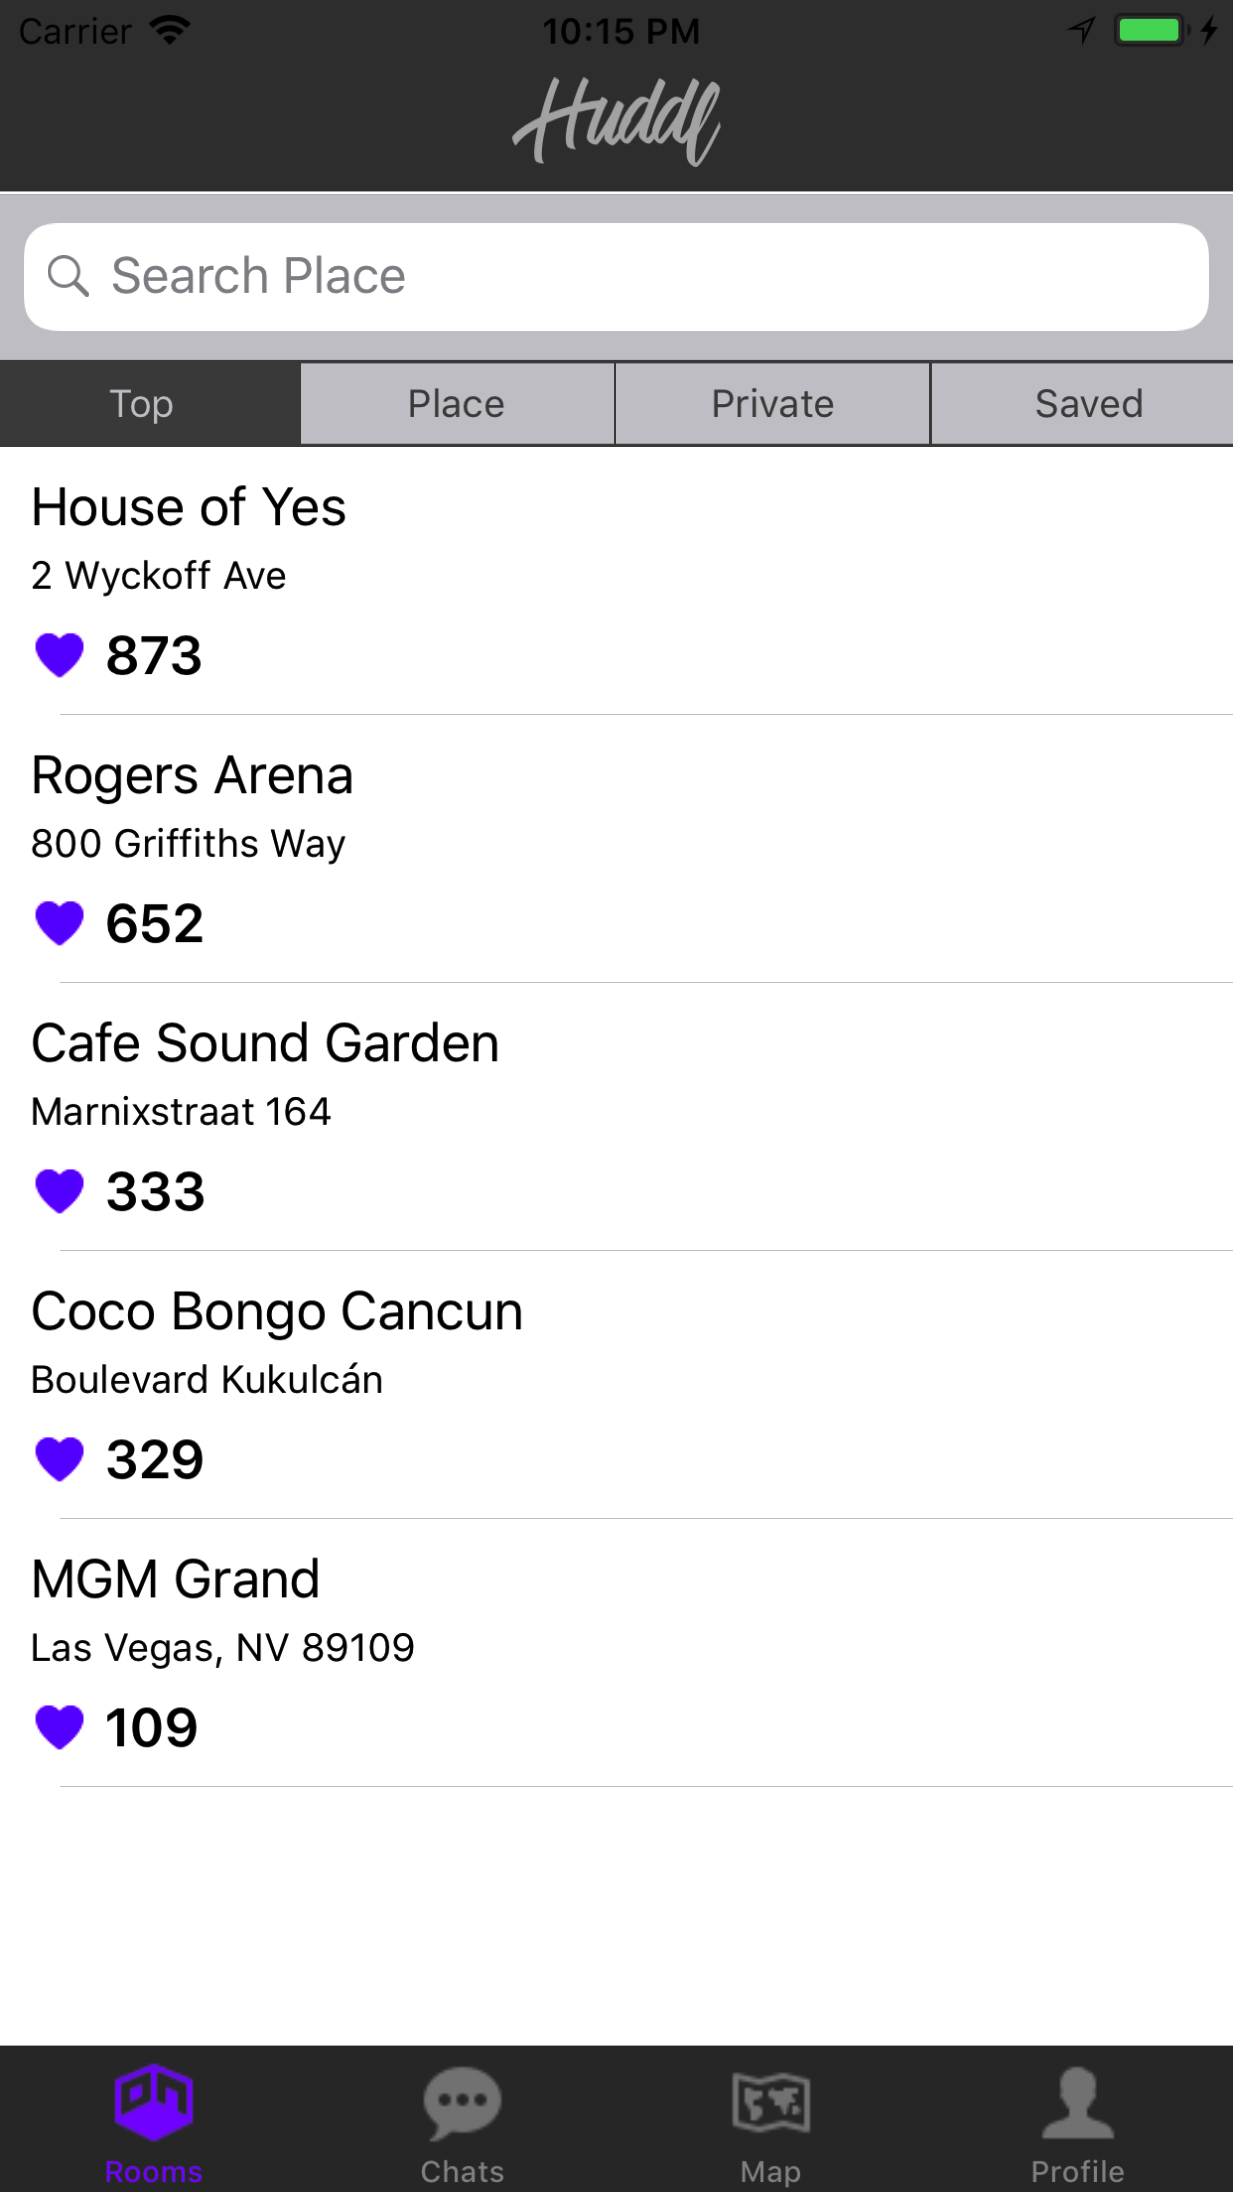 Carrier 10:15 PM
Huddl
Search Place
Top Place Private Saved
House of Yes
2 Wyckoff Ave
873
Rogers Arena
800 Griffiths Way
652
Cafe Sound Garden
Marnixstraat 164
333
Coco Bongo Cancun
Boulevard Kukulcán
329
MGM Grand
Las Vegas, NV 89109
109
Rooms Chats Map Profile